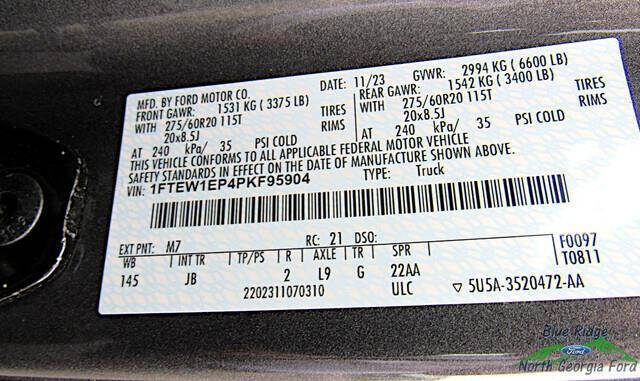 MFD. BY FORD MOTOR CO. DATE: 11/23 GVWR: 2994 KG (6600 LB)
FRONT GAWR: 1531 KG (3375 LB) REAR GAWR: 1542 KG (3400 LB)
WITH 275/60R20 115T TIRES WITH 275/60R20 115T TIRES
20x8.5J RIMS 20x8.5J RIMS
AT 240 kPa/ 35 PSI COLD AT 240 kPa/ 35 PSI COLD
THIS VEHICLE CONFORMS TO ALL APPLICABLE FEDERAL MOTOR VEHICLE
SAFETY STANDARDS IN EFFECT ON THE DATE OF MANUFACTURE SHOWN ABOVE.
VIN: 1FTEW1EP4PKF95904 TYPE: Truck
EXT PNT: M7 RC: 21 DSO: F0097
WB INT TR TP/PS R AXLE TR SPR T0811
145 JB 2 L9 G 22AA
2202311070310 ULC ▽ 5U5A-3520472-AA
Blue Ridge
Ford
North Georgia Ford